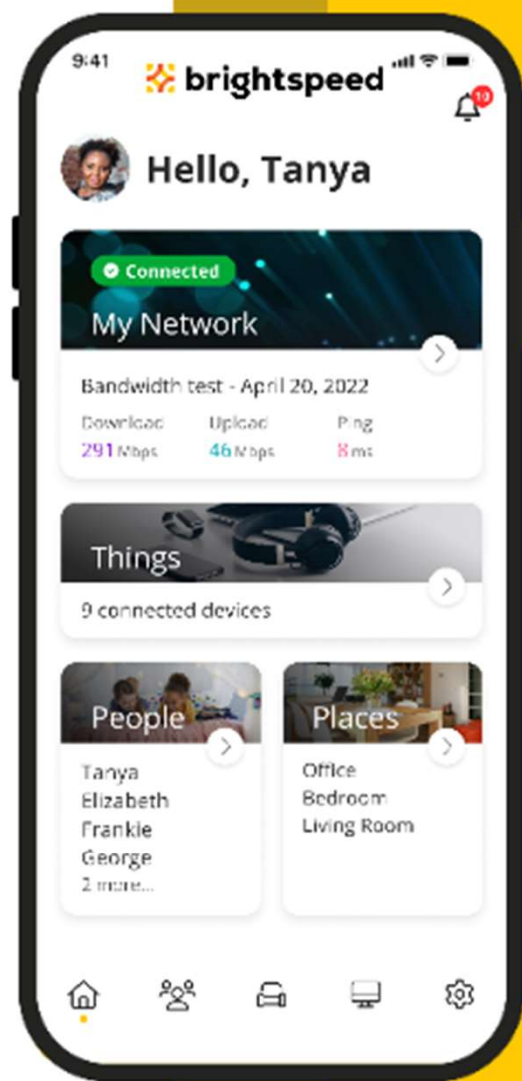 9:41
brightspeed
10
Hello, Tanya
Connected
My Network
Bandwidth test - April 20, 2022
Download Upload Ping
291 Mbps 46 Mbps 8 ms
Things
9 connected devices
People
Tanya
Elizabeth
Frankie
George
2 more...
Places
Office
Bedroom
Living Room